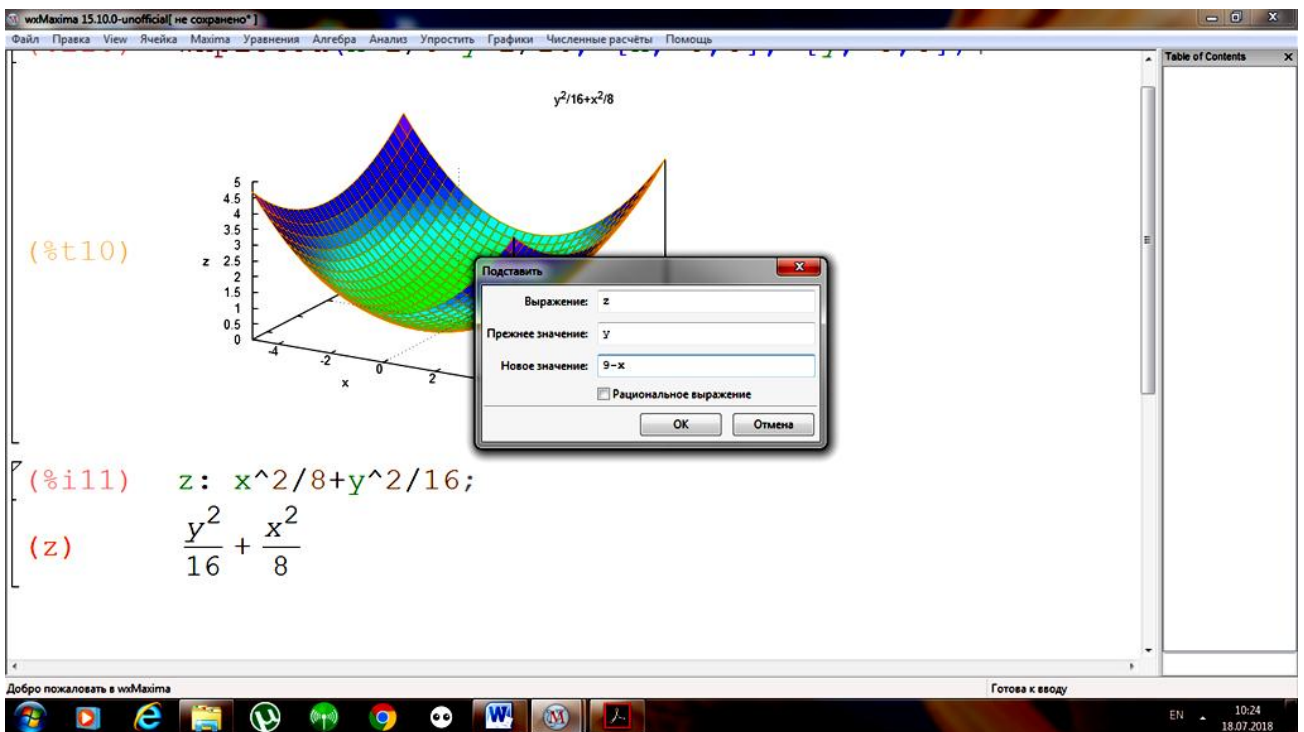 wxMaxima 15.10.0-unofficial[ не сохранено* ]
Файл Правка View Ячейка Maxima Уравнения Алгебра Анализ Упростить Графики Численные расчёты Помощь
Table of Contents
y²/16+x²/8
5
4.5
4
3.5
3
2.5
2
1.5
1
0.5
0
z
-4 -2 0 2
x
(%t10)
Подставить
Выражение: z
Прежнее значение: y
Новое значение: 9-x
Рациональное выражение
OK Отмена
(%i11) z: x^2/8+y^2/16;
(z) y²/16 + x²/8
Добро пожаловать в wxMaxima
Готова к вводу
EN 10:24
18.07.2018